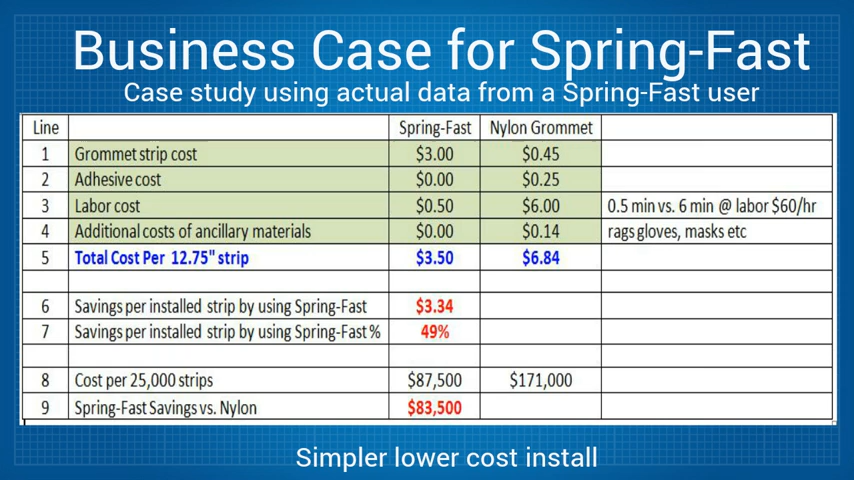 Business Case for Spring-Fast
Case study using actual data from a Spring-Fast user
Line Spring-Fast Nylon Grommet
1 Grommet strip cost $3.00 $0.45
2 Adhesive cost $0.00 $0.25
3 Labor cost $0.50 $6.00 0.5 min vs. 6 min @ labor $60/hr
4 Additional costs of ancillary materials $0.00 $0.14 rags gloves, masks etc
5 Total Cost Per 12.75" strip $3.50 $6.84
6 Savings per installed strip by using Spring-Fast $3.34
7 Savings per installed strip by using Spring-Fast % 49%
8 Cost per 25,000 strips $87,500 $171,000
9 Spring-Fast Savings vs. Nylon $83,500
Simpler lower cost install